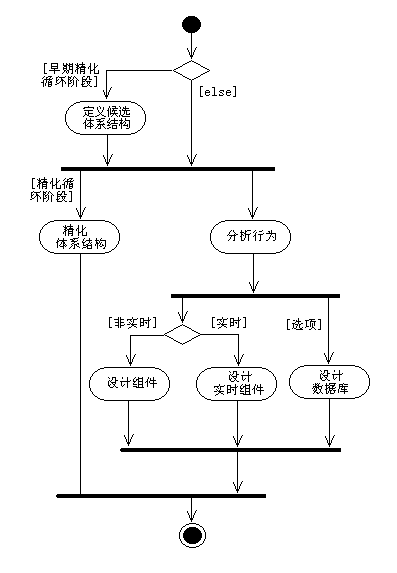 [早期精化
循环阶段]
[else]
定义候选
体系结构
[精化循
环阶段]
精化
体系结构
分析行为
[非实时]
[实时]
[选项]
设计组件
设计
实时组件
设计
数据库